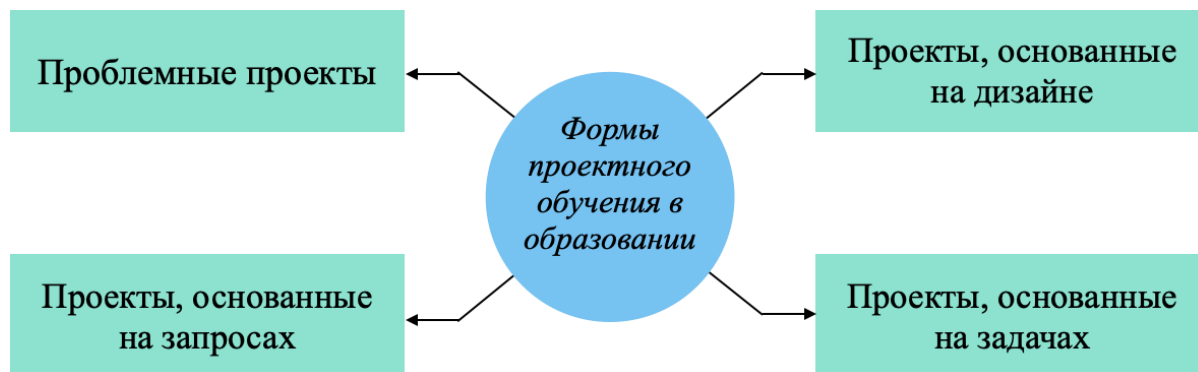 Проблемные проекты
Проекты, основанные
на дизайне
Формы
проектного
обучения в
образовании
Проекты, основанные
на запросах
Проекты, основанные
на задачах